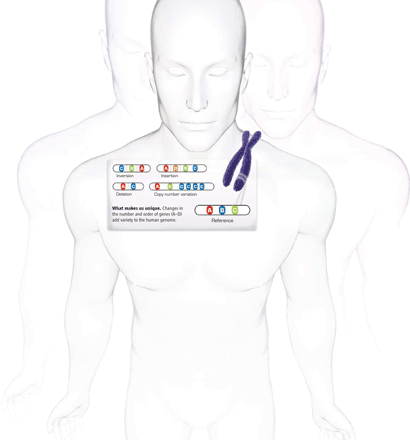 C B A
Inversion
A D B C
Insertion
A C
Deletion
A B C C C C
Copy number variation
What makes us unique. Changes in
the number and order of genes (A–D)
add variety to the human genome.
A B C
Reference